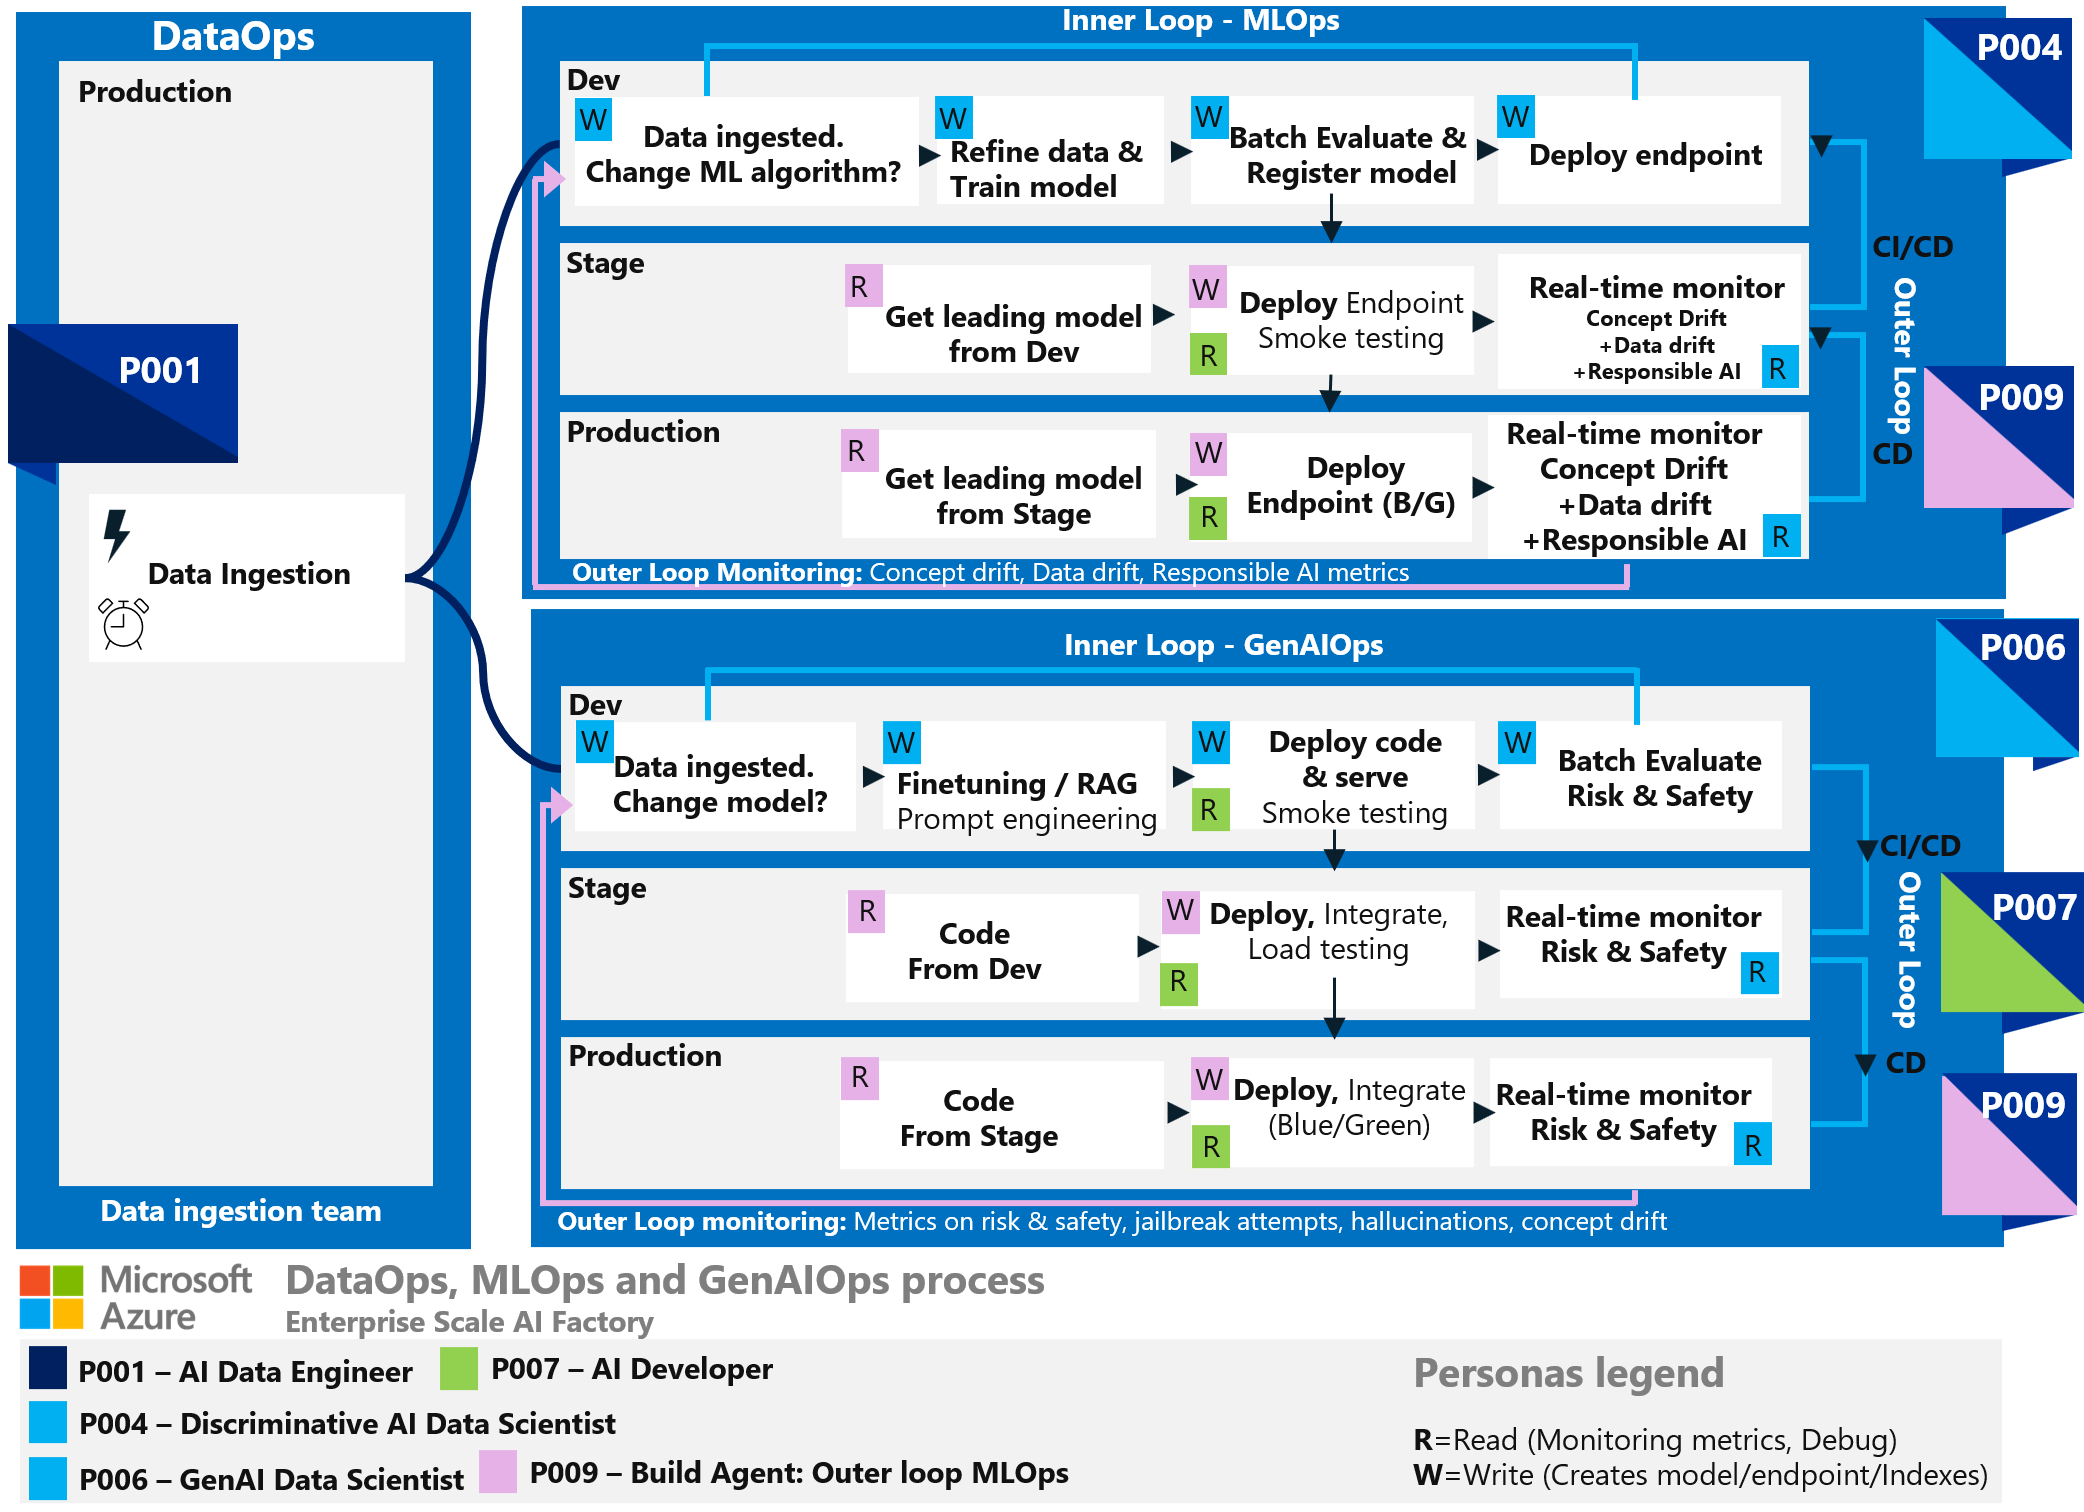 DataOps
Production
P001
Data Ingestion
Data ingestion team
Inner Loop - MLOps
P004
Dev
W
Data ingested.
Change ML algorithm?
W
Refine data &
Train model
W
Batch Evaluate &
Register model
W
Deploy endpoint
CI/CD
Stage
R
Get leading model
from Dev
W
R
Deploy Endpoint
Smoke testing
Real-time monitor
Concept Drift
+Data drift
+Responsible AI
R
Outer Loop
P009
Production
R
Get leading model
from Stage
W
R
Deploy
Endpoint (B/G)
Real-time monitor
Concept Drift
+Data drift
+Responsible AI
R
CD
Outer Loop Monitoring: Concept drift, Data drift, Responsible AI metrics
Inner Loop - GenAIOps
P006
Dev
W
Data ingested.
Change model?
W
Finetuning / RAG
Prompt engineering
W
R
Deploy code
& serve
Smoke testing
W
Batch Evaluate
Risk & Safety
CI/CD
Stage
R
Code
From Dev
W
R
Deploy, Integrate,
Load testing
Real-time monitor
Risk & Safety
R
Outer Loop
P007
Production
R
Code
From Stage
W
R
Deploy, Integrate
(Blue/Green)
Real-time monitor
Risk & Safety
R
CD
P009
Outer Loop monitoring: Metrics on risk & safety, jailbreak attempts, hallucinations, concept drift
Microsoft
Azure
DataOps, MLOps and GenAIOps process
Enterprise Scale AI Factory
P001 – AI Data Engineer
P007 – AI Developer
P004 – Discriminative AI Data Scientist
P006 – GenAI Data Scientist
P009 – Build Agent: Outer loop MLOps
Personas legend
R=Read (Monitoring metrics, Debug)
W=Write (Creates model/endpoint/Indexes)